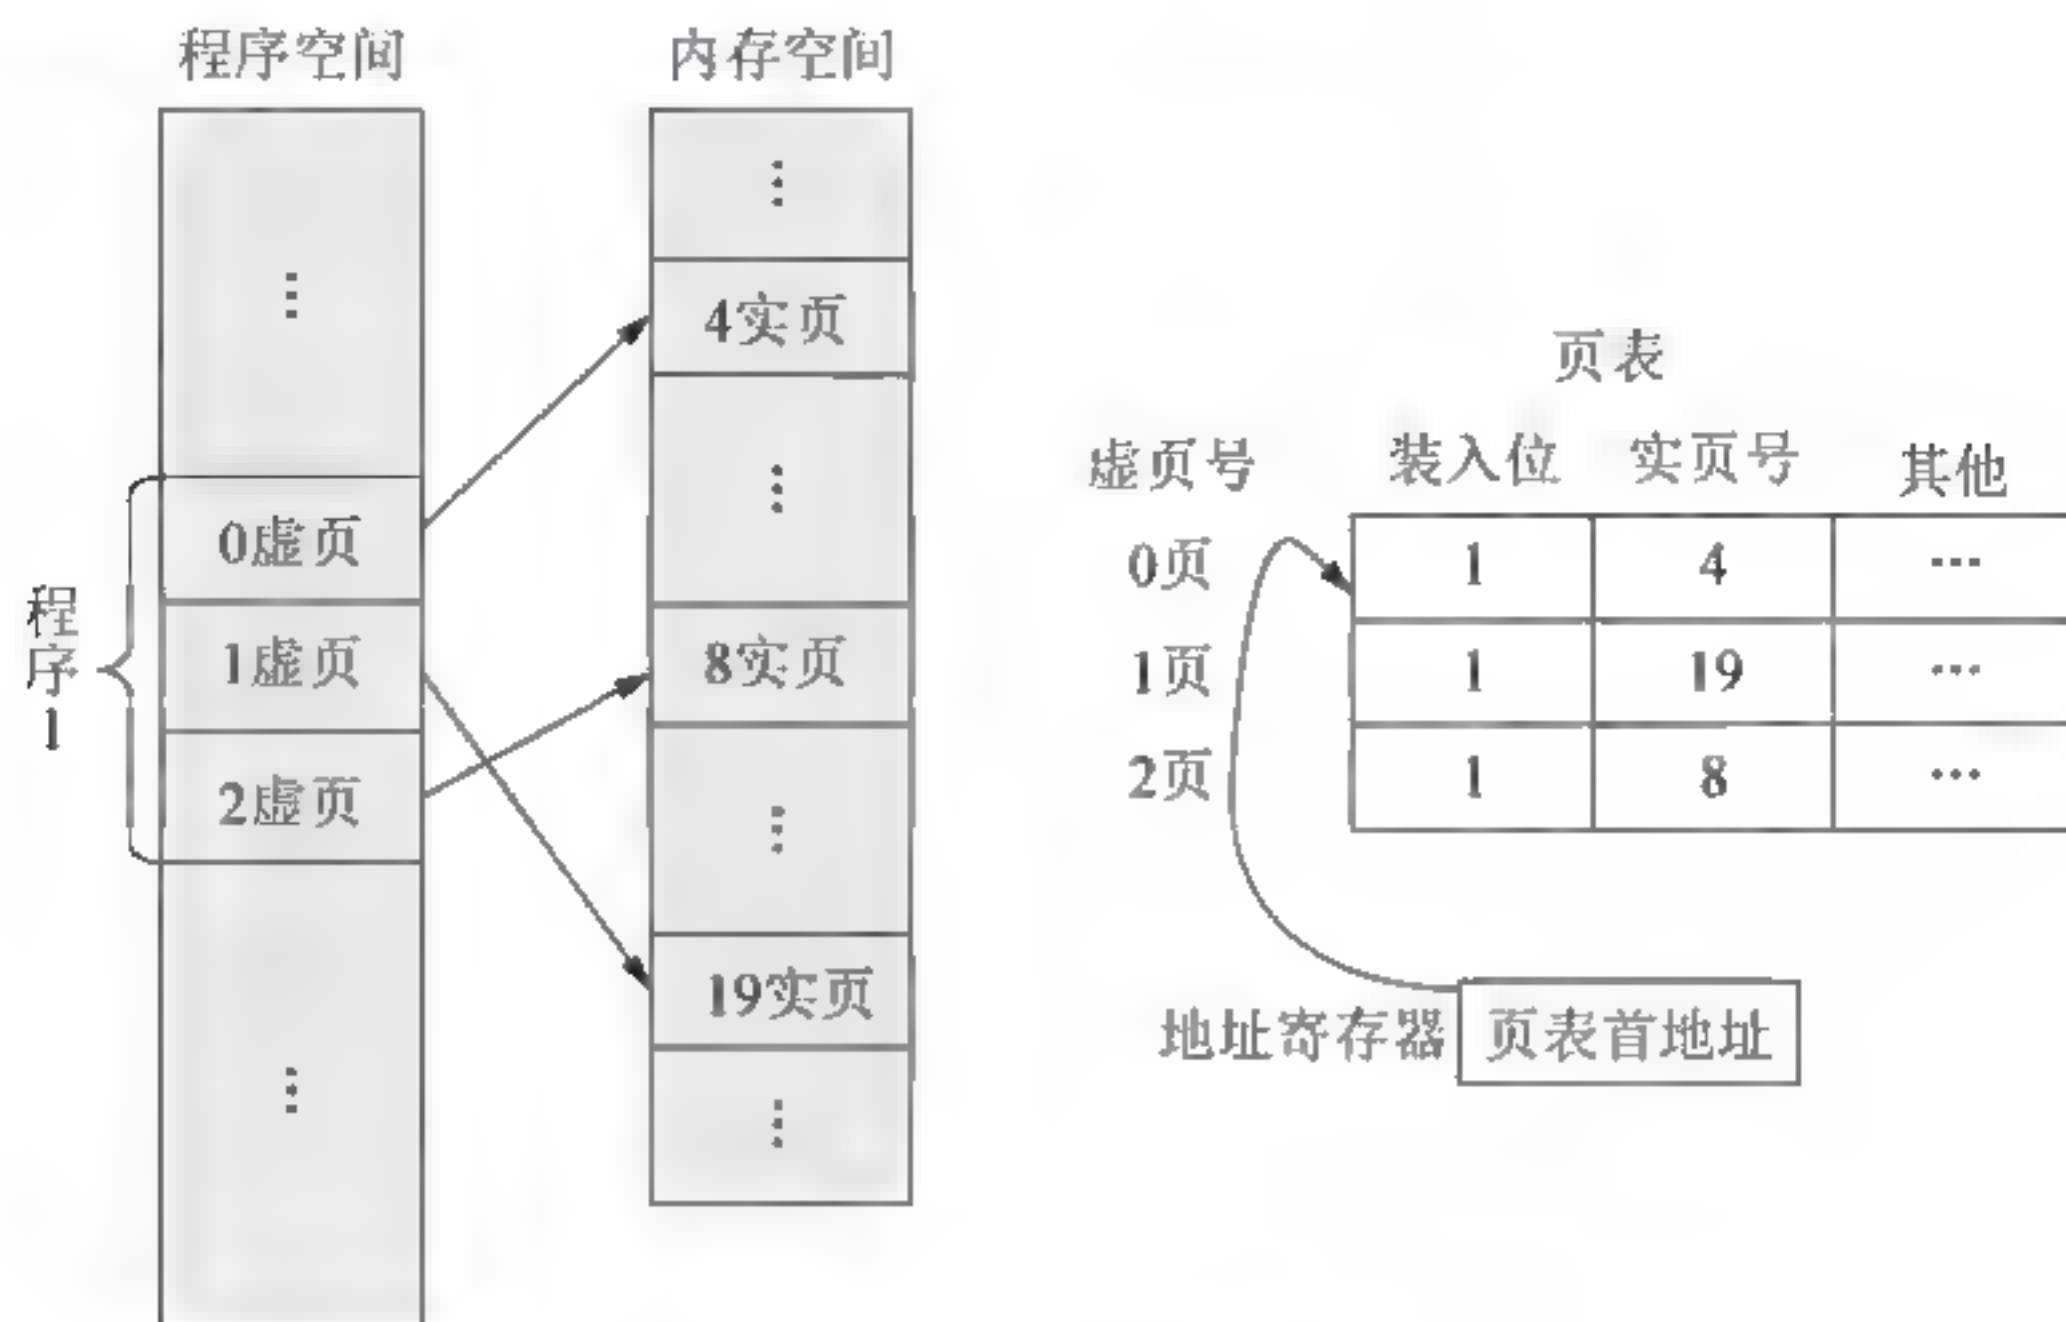 程序空间
⋮
程序1
0虚页
1虚页
2虚页
⋮
内存空间
⋮
4实页
⋮
8实页
⋮
19实页
⋮
页表
虚页号 装入位 实页号 其他
0页 1 4 …
1页 1 19 …
2页 1 8 …
地址寄存器 页表首地址